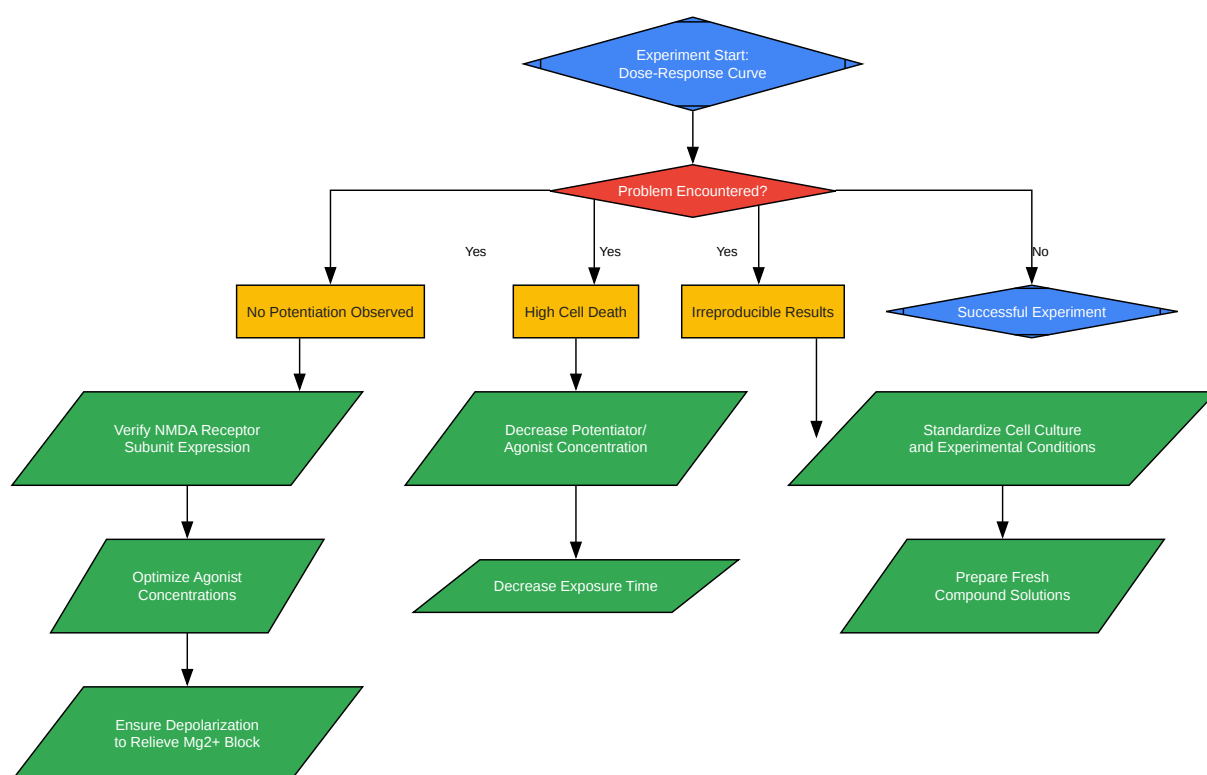 Experiment Start:
Dose-Response Curve
Problem Encountered?
Yes
Yes
Yes
No
No Potentiation Observed
High Cell Death
Irreproducible Results
Successful Experiment
Verify NMDA Receptor
Subunit Expression
Decrease Potentiator/
Agonist Concentration
Standardize Cell Culture
and Experimental Conditions
Optimize Agonist
Concentrations
Decrease Exposure Time
Prepare Fresh
Compound Solutions
Ensure Depolarization
to Relieve Mg2+ Block